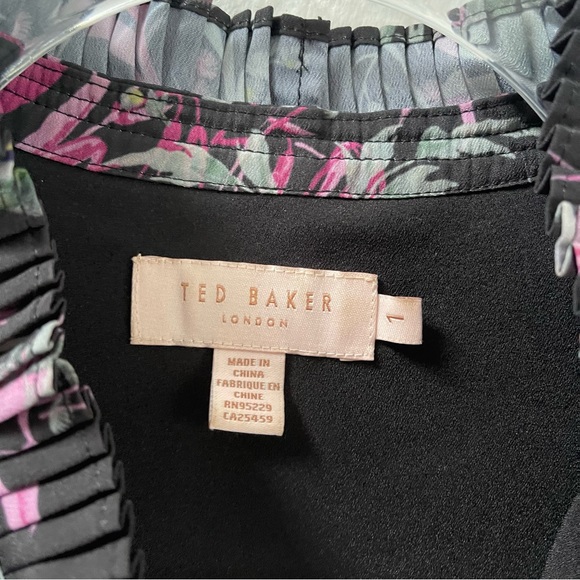 TED BAKER
LONDON
1
MADE IN
CHINA
FABRIQUE EN
CHINE
RN95229
CA25459